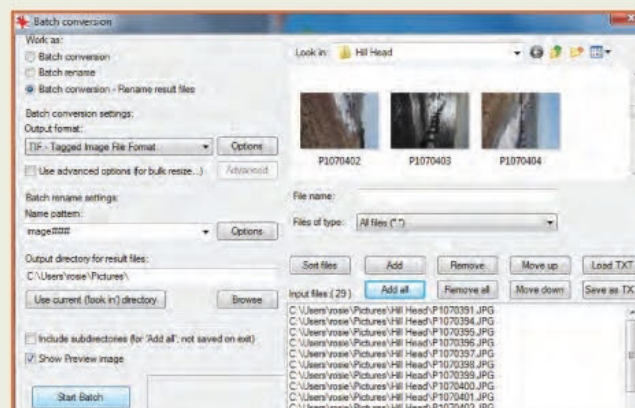 Batch conversion
Work as:
Batch conversion
Batch rename
Batch conversion - Rename result files
Batch conversion settings:
Output format:
TIF - Tagged Image File Format
Options
Use advanced options (for bulk resize...)
Advanced
Batch rename settings:
Name pattern:
image###
Options
Output directory for result files:
C:\Users\rosie\Pictures\
Use current ('look in') directory
Browse
Include subdirectories (for 'Add all'; not saved on exit)
Show Preview image
Start Batch
Look in:
Hill Head
P1070402
P1070403
P1070404
File name:
Files of type:
All files (*.*)
Sort files
Add
Remove
Move up
Load TXT
Input files: ( 29 )
Add all
Remove all
Move down
Save as TX
C:\Users\rosie\Pictures\Hill Head\P1070391.JPG
C:\Users\rosie\Pictures\Hill Head\P1070394.JPG
C:\Users\rosie\Pictures\Hill Head\P1070395.JPG
C:\Users\rosie\Pictures\Hill Head\P1070396.JPG
C:\Users\rosie\Pictures\Hill Head\P1070397.JPG
C:\Users\rosie\Pictures\Hill Head\P1070398.JPG
C:\Users\rosie\Pictures\Hill Head\P1070399.JPG
C:\Users\rosie\Pictures\Hill Head\P1070400.JPG
C:\Users\rosie\Pictures\Hill Head\P1070401.JPG
C:\Users\rosie\Pictures\Hill Head\P1070402.JPG